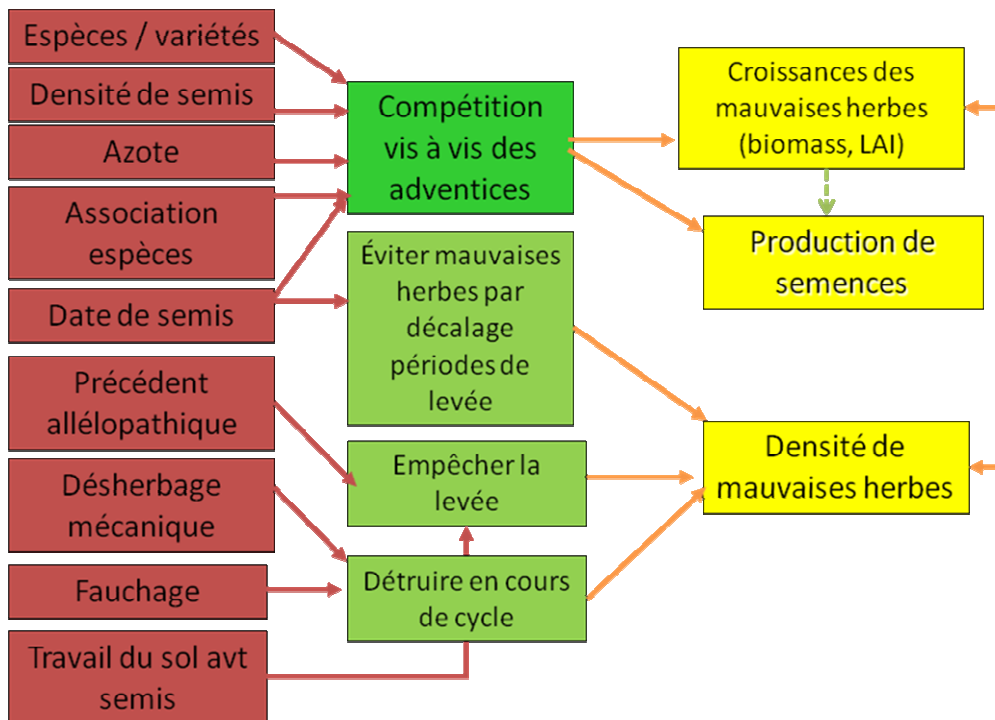 Espèces / variétés
Densité de semis
Azote
Association
espèces
Date de semis
Précédent
allélopathique
Désherbage
mécanique
Fauchage
Travail du sol avt
semis
Compétition
vis à vis des
adventices
Éviter mauvaises
herbes par
décalage
périodes de
levée
Empêcher la
levée
Détruire en cours
de cycle
Croissances des
mauvaises herbes
(biomass, LAI)
Production de
semences
Densité de
mauvaises herbes